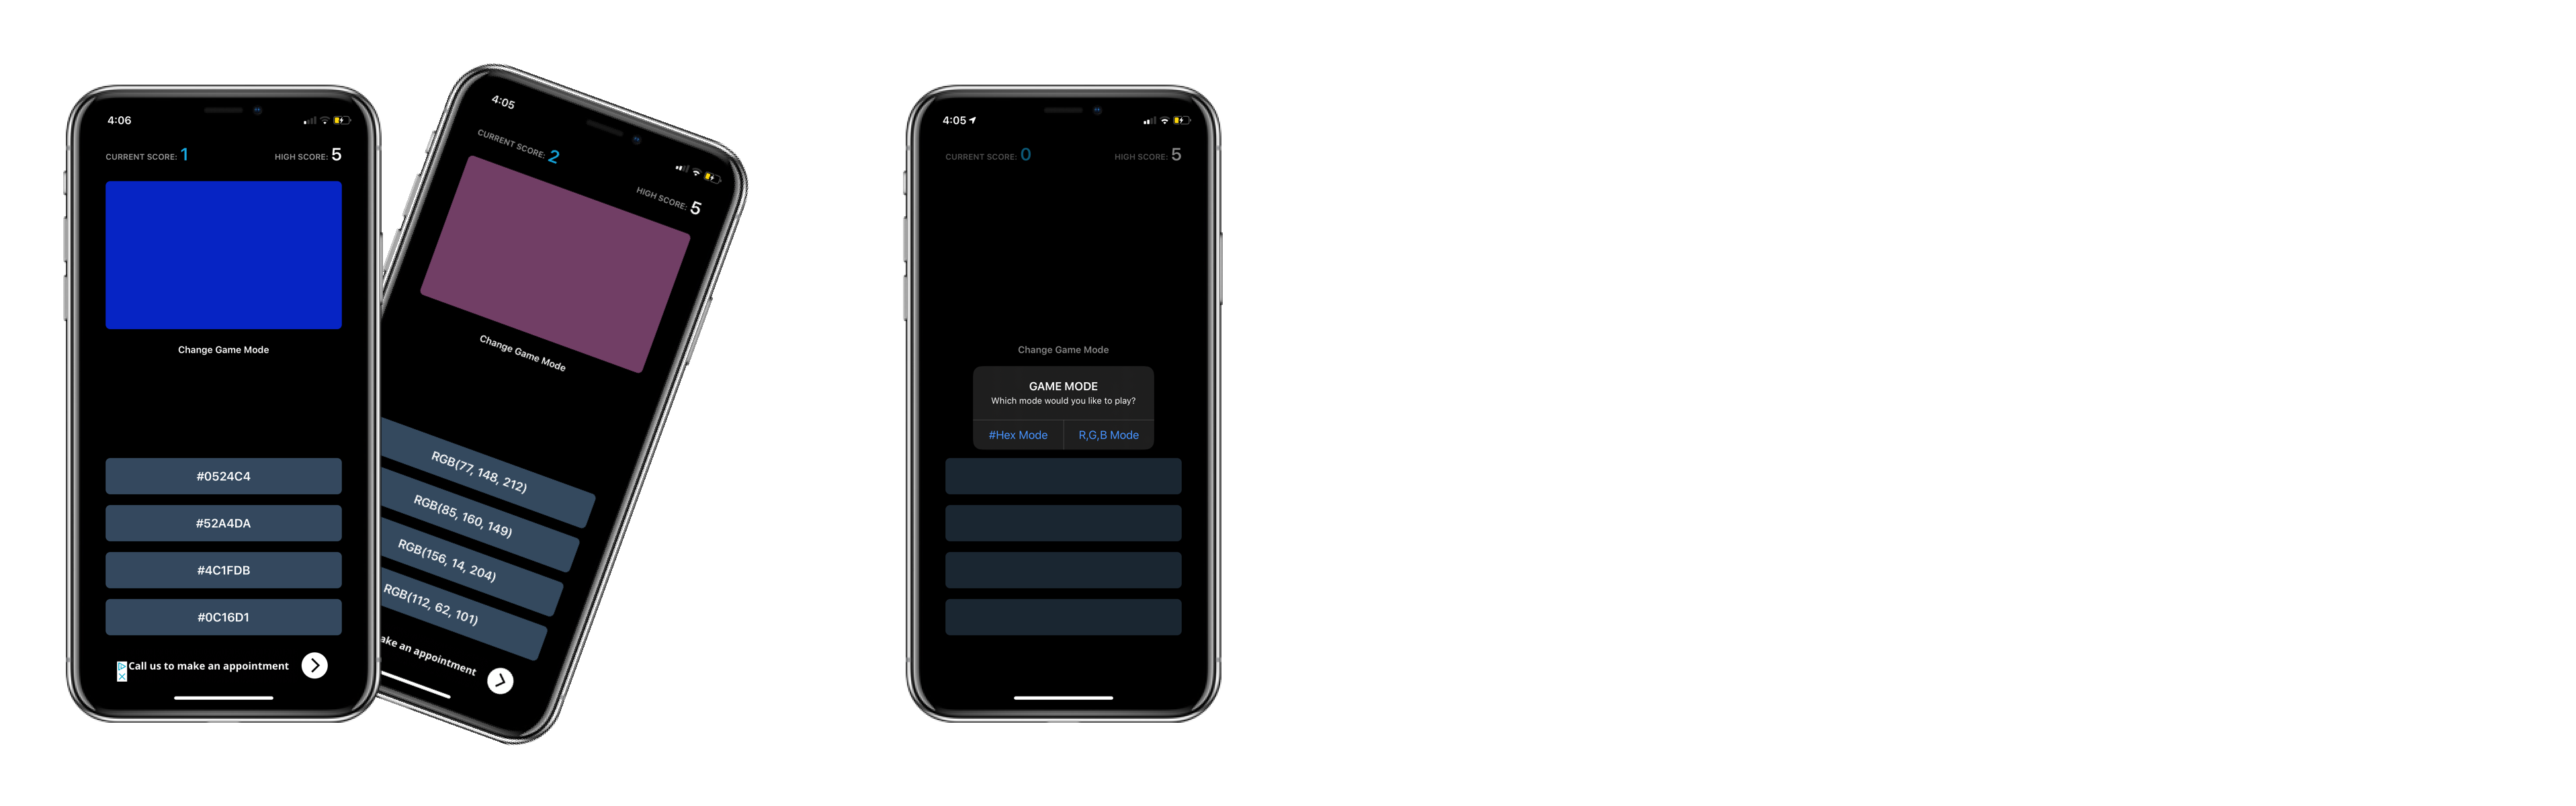 4:06
CURRENT SCORE: 1
HIGH SCORE: 5
Change Game Mode
#0524C4
#52A4DA
#4C1FDB
#0C16D1
Call us to make an appointment
4:05
CURRENT SCORE: 2
HIGH SCORE: 5
Change Game Mode
RGB(77, 148, 212)
RGB(85, 160, 149)
RGB(156, 14, 204)
RGB(112, 62, 101)
ake an appointment
4:05
CURRENT SCORE: 0
HIGH SCORE: 5
Change Game Mode
GAME MODE
Which mode would you like to play?
#Hex Mode
R,G,B Mode